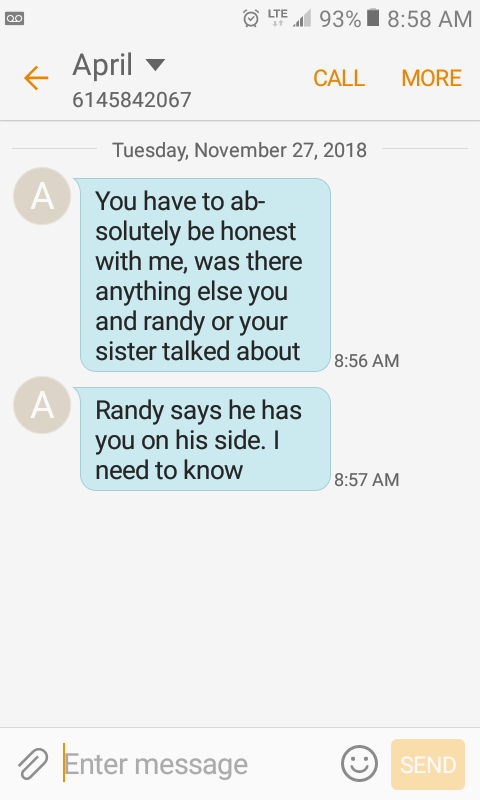 LTE 93% 8:58 AM
April
6145842067
CALL MORE
Tuesday, November 27, 2018
A
You have to ab-
solutely be honest
with me, was there
anything else you
and randy or your
sister talked about
8:56 AM
A
Randy says he has
you on his side. I
need to know
8:57 AM
Enter message
SEND